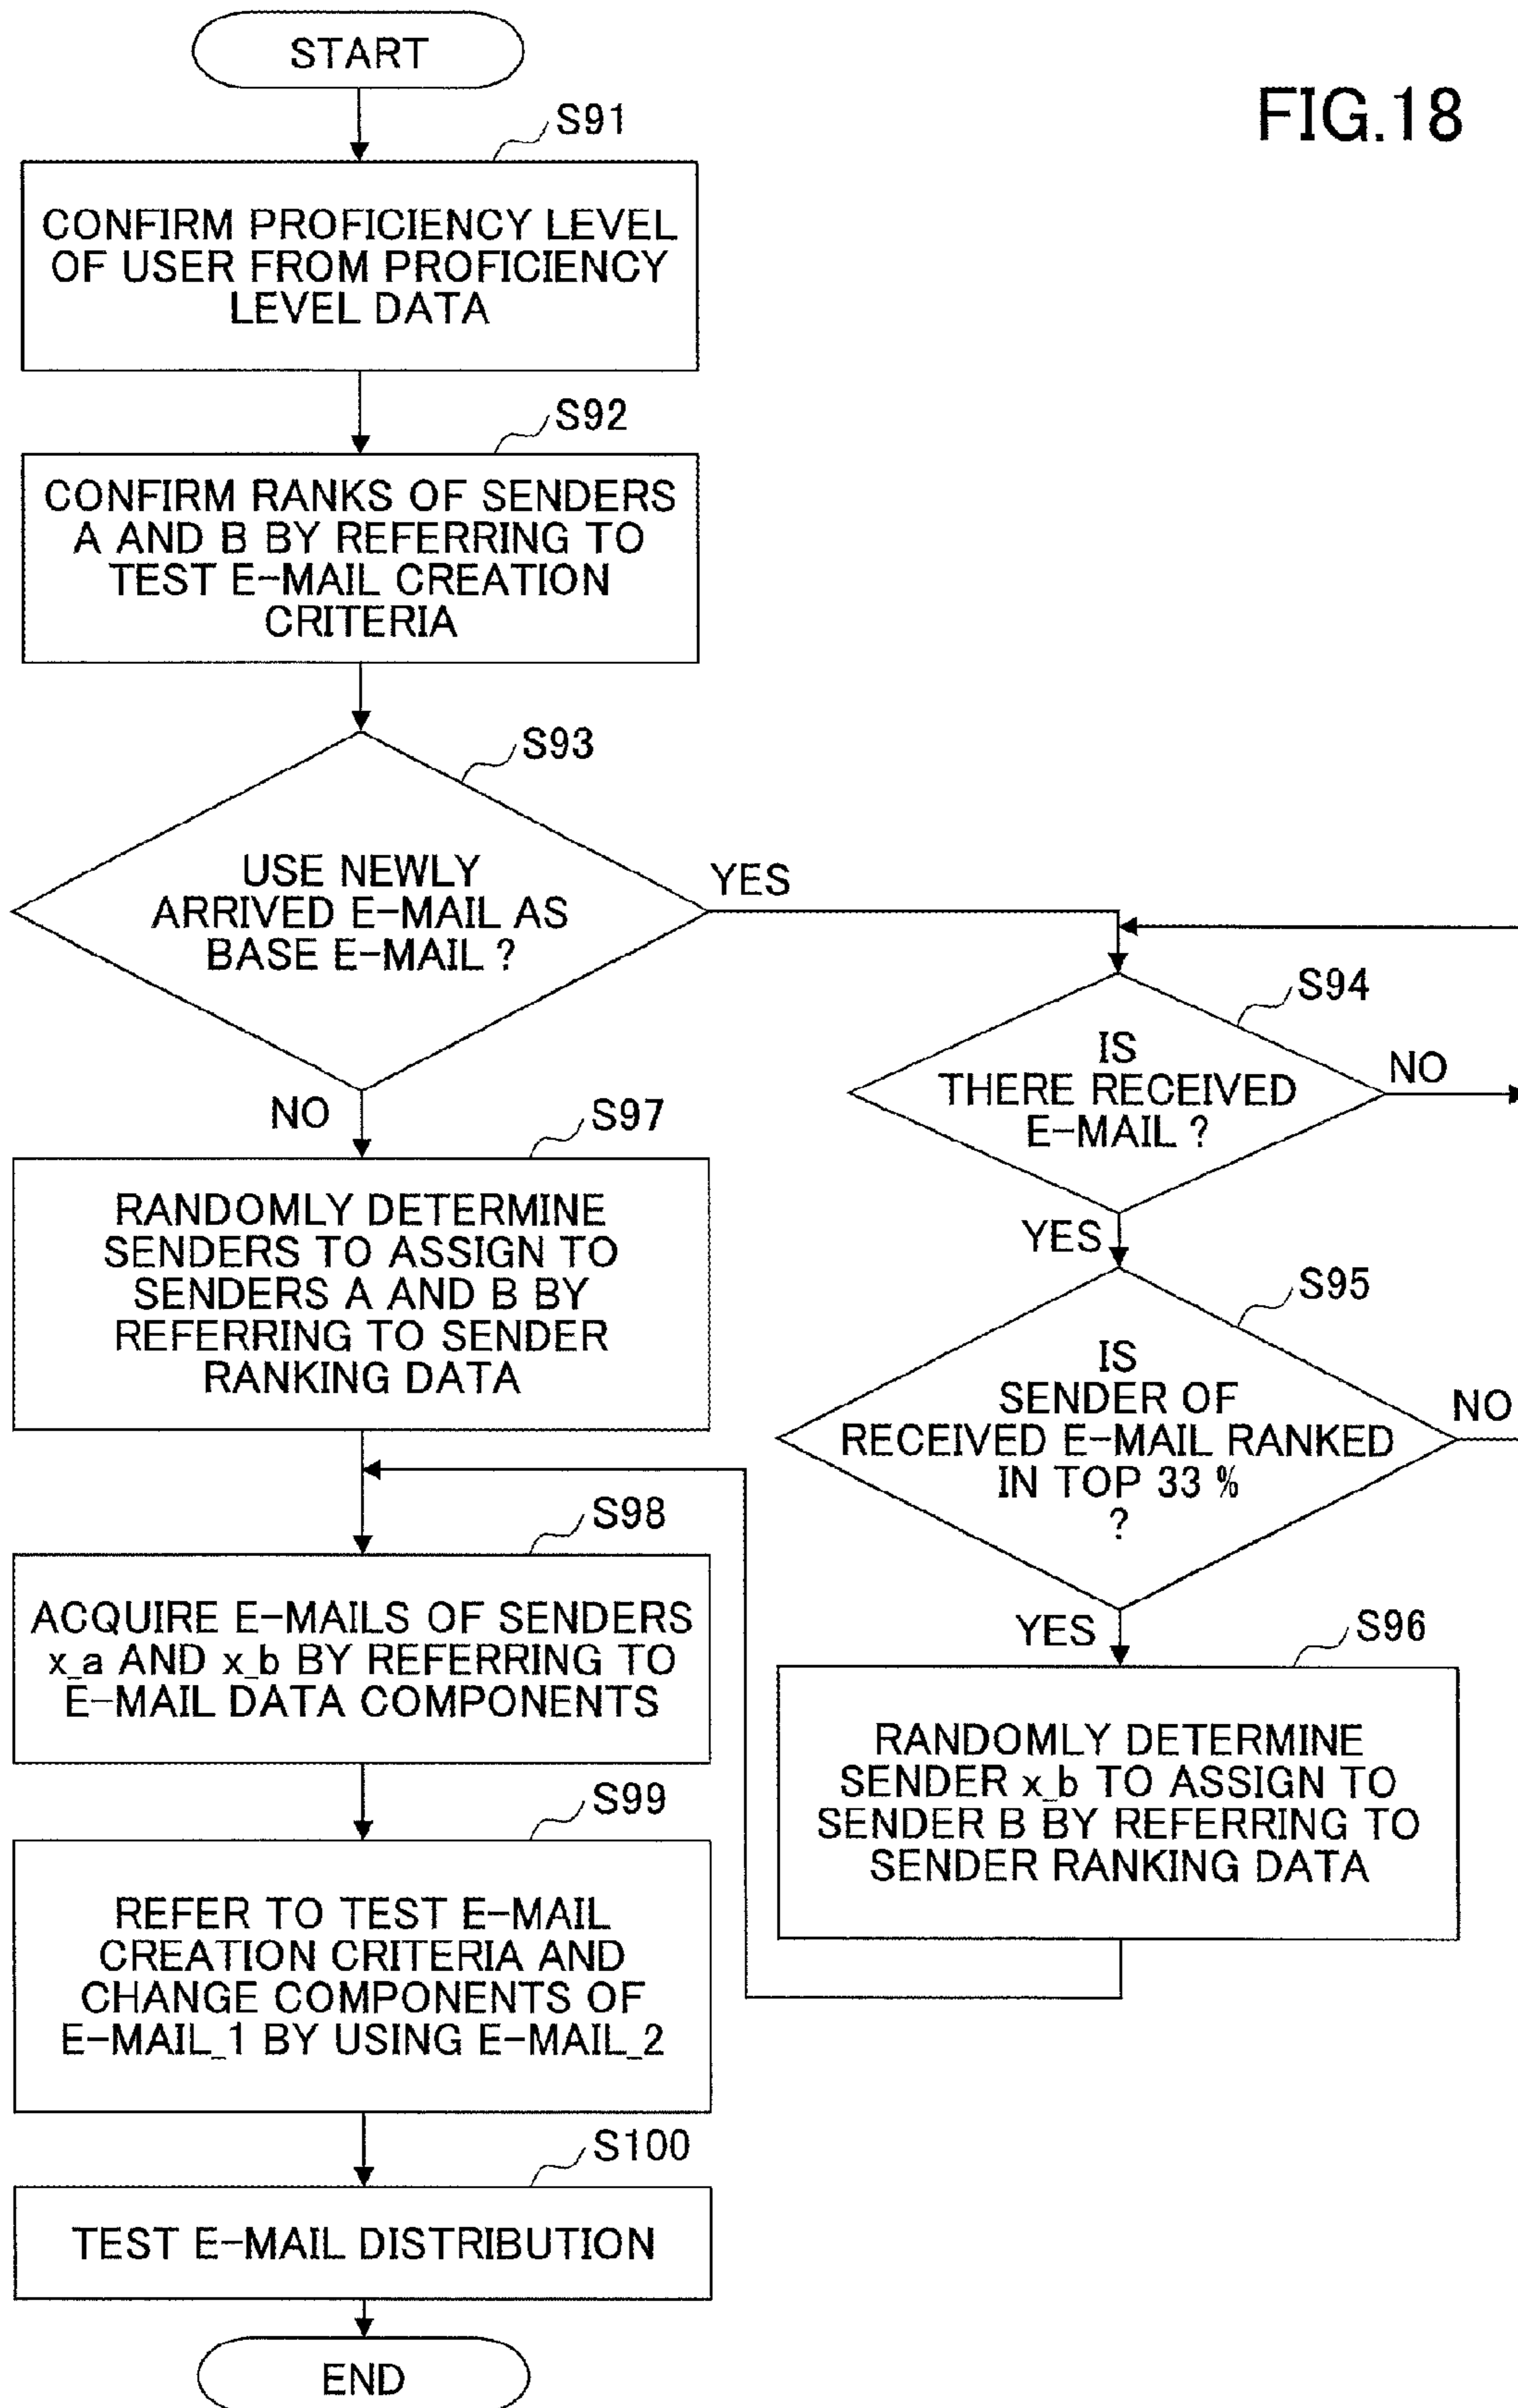 FIG.18
START
S91
CONFIRM PROFICIENCY LEVEL
OF USER FROM PROFICIENCY
LEVEL DATA
S92
CONFIRM RANKS OF SENDERS
A AND B BY REFERRING TO
TEST E-MAIL CREATION
CRITERIA
S93
USE NEWLY
ARRIVED E-MAIL AS
BASE E-MAIL ?
YES
NO
S94
IS
THERE RECEIVED
E-MAIL ?
NO
YES
S95
IS
SENDER OF
RECEIVED E-MAIL RANKED
IN TOP 33 %
?
NO
YES
S96
RANDOMLY DETERMINE
SENDER x_b TO ASSIGN TO
SENDER B BY REFERRING TO
SENDER RANKING DATA
S97
RANDOMLY DETERMINE
SENDERS TO ASSIGN TO
SENDERS A AND B BY
REFERRING TO SENDER
RANKING DATA
S98
ACQUIRE E-MAILS OF SENDERS
x_a AND x_b BY REFERRING TO
E-MAIL DATA COMPONENTS
S99
REFER TO TEST E-MAIL
CREATION CRITERIA AND
CHANGE COMPONENTS OF
E-MAIL_1 BY USING E-MAIL_2
S100
TEST E-MAIL DISTRIBUTION
END